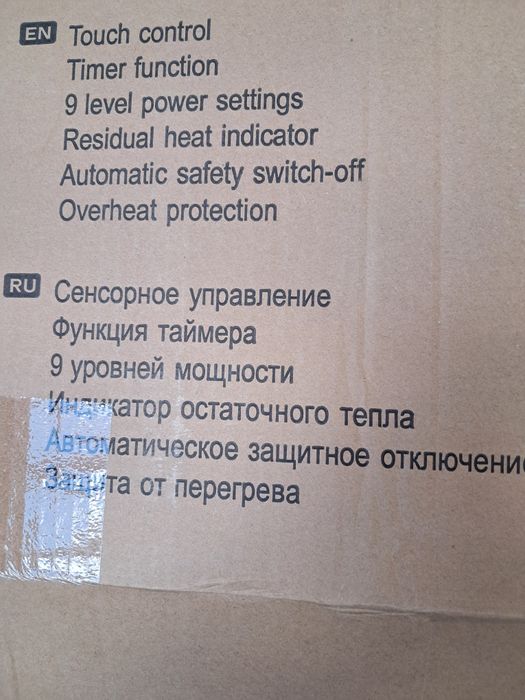 EN Touch control
Timer function
9 level power settings
Residual heat indicator
Automatic safety switch-off
Overheat protection
RU Сенсорное управление
Функция таймера
9 уровней мощности
Индикатор остаточного тепла
Автоматическое защитное отключение
Защита от перегрева